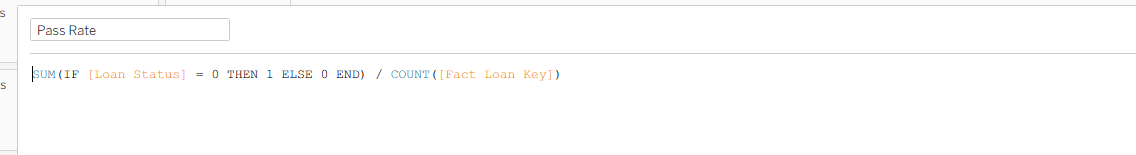 s
Pass Rate
SUM(IF [Loan Status] = 0 THEN 1 ELSE 0 END) / COUNT([Fact Loan Key])
s